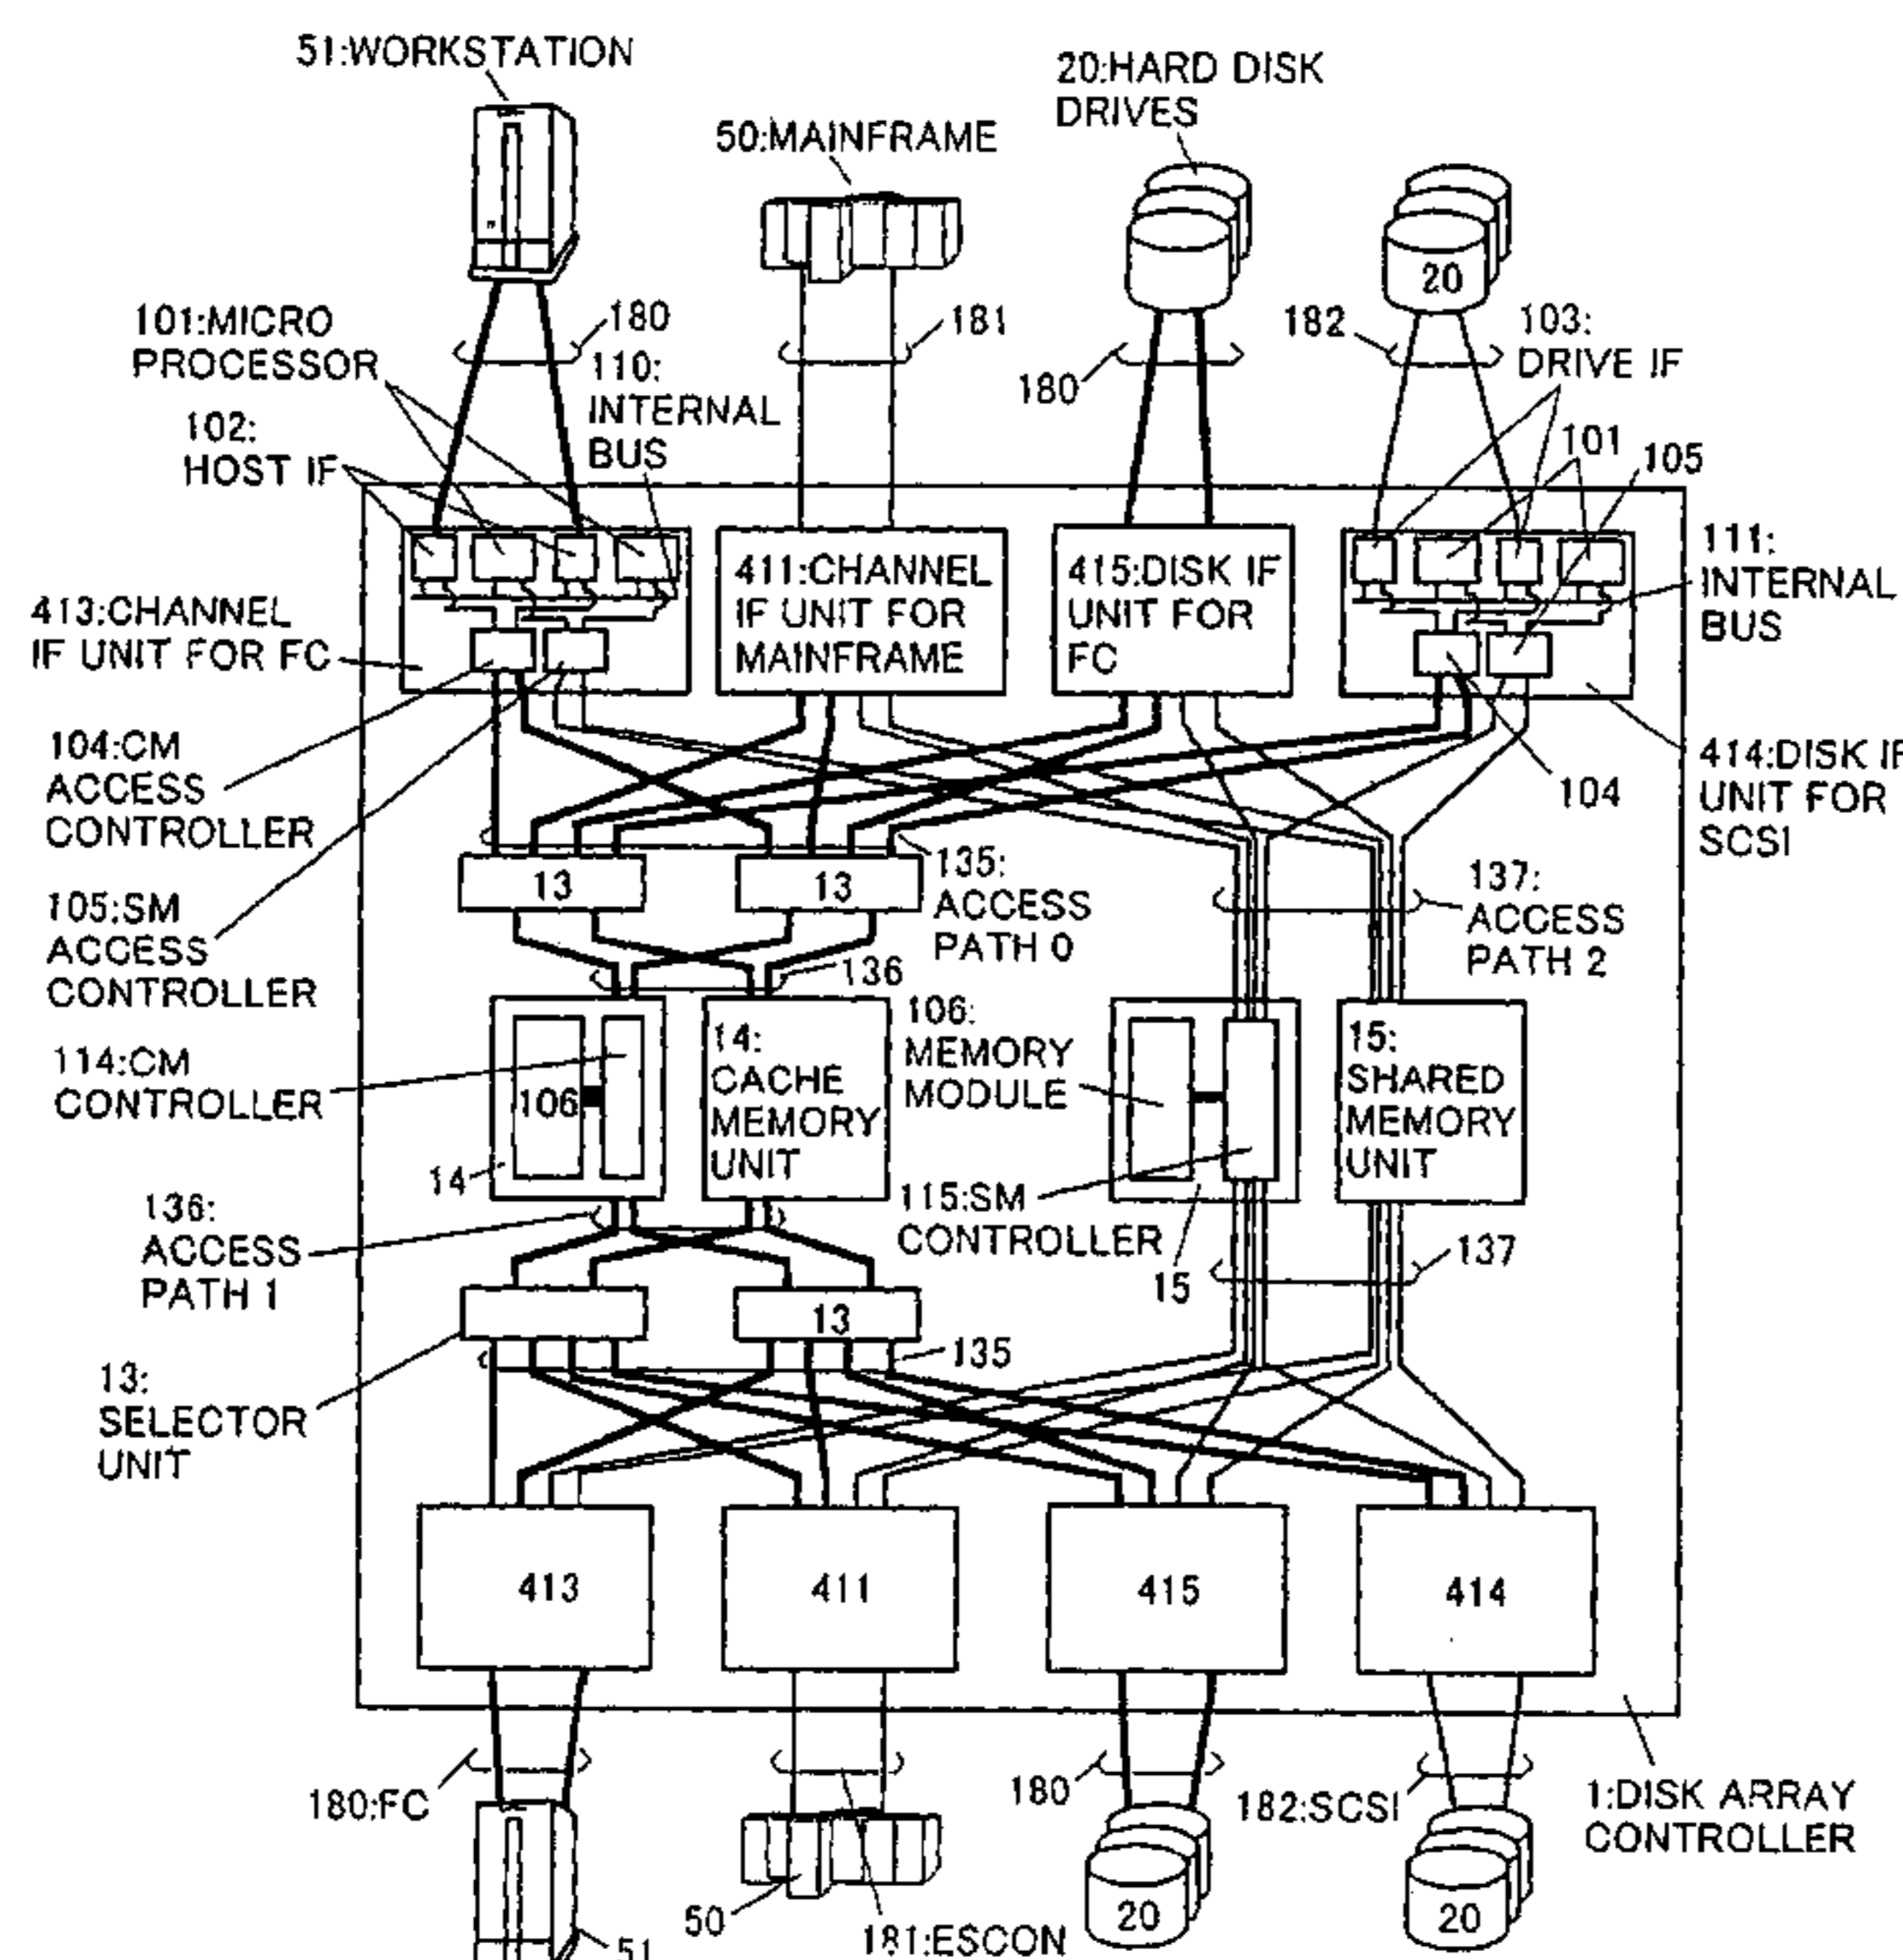 51:WORKSTATION
20:HARD DISK
DRIVES
50:MAINFRAME
20
101:MICRO
PROCESSOR
180
181
182
103:
DRIVE IF
110:
INTERNAL
BUS
180
102:
HOST IF
101
105
111:
INTERNAL
BUS
413:CHANNEL
IF UNIT FOR FC
411:CHANNEL
IF UNIT FOR
MAINFRAME
415:DISK IF
UNIT FOR
FC
104:CM
ACCESS
CONTROLLER
104
414:DISK IF
UNIT FOR
SCSI
13
13
135:
ACCESS
PATH 0
137:
ACCESS
PATH 2
105:SM
ACCESS
CONTROLLER
136
114:CM
CONTROLLER
106
14:
CACHE
MEMORY
UNIT
106:
MEMORY
MODULE
15:
SHARED
MEMORY
UNIT
14
115:SM
CONTROLLER
136:
ACCESS
PATH 1
15
137
13
135
13:
SELECTOR
UNIT
413
411
415
414
180:FC
180
182:SCSI
1:DISK ARRAY
CONTROLLER
50
20
20
51
181:ESCON